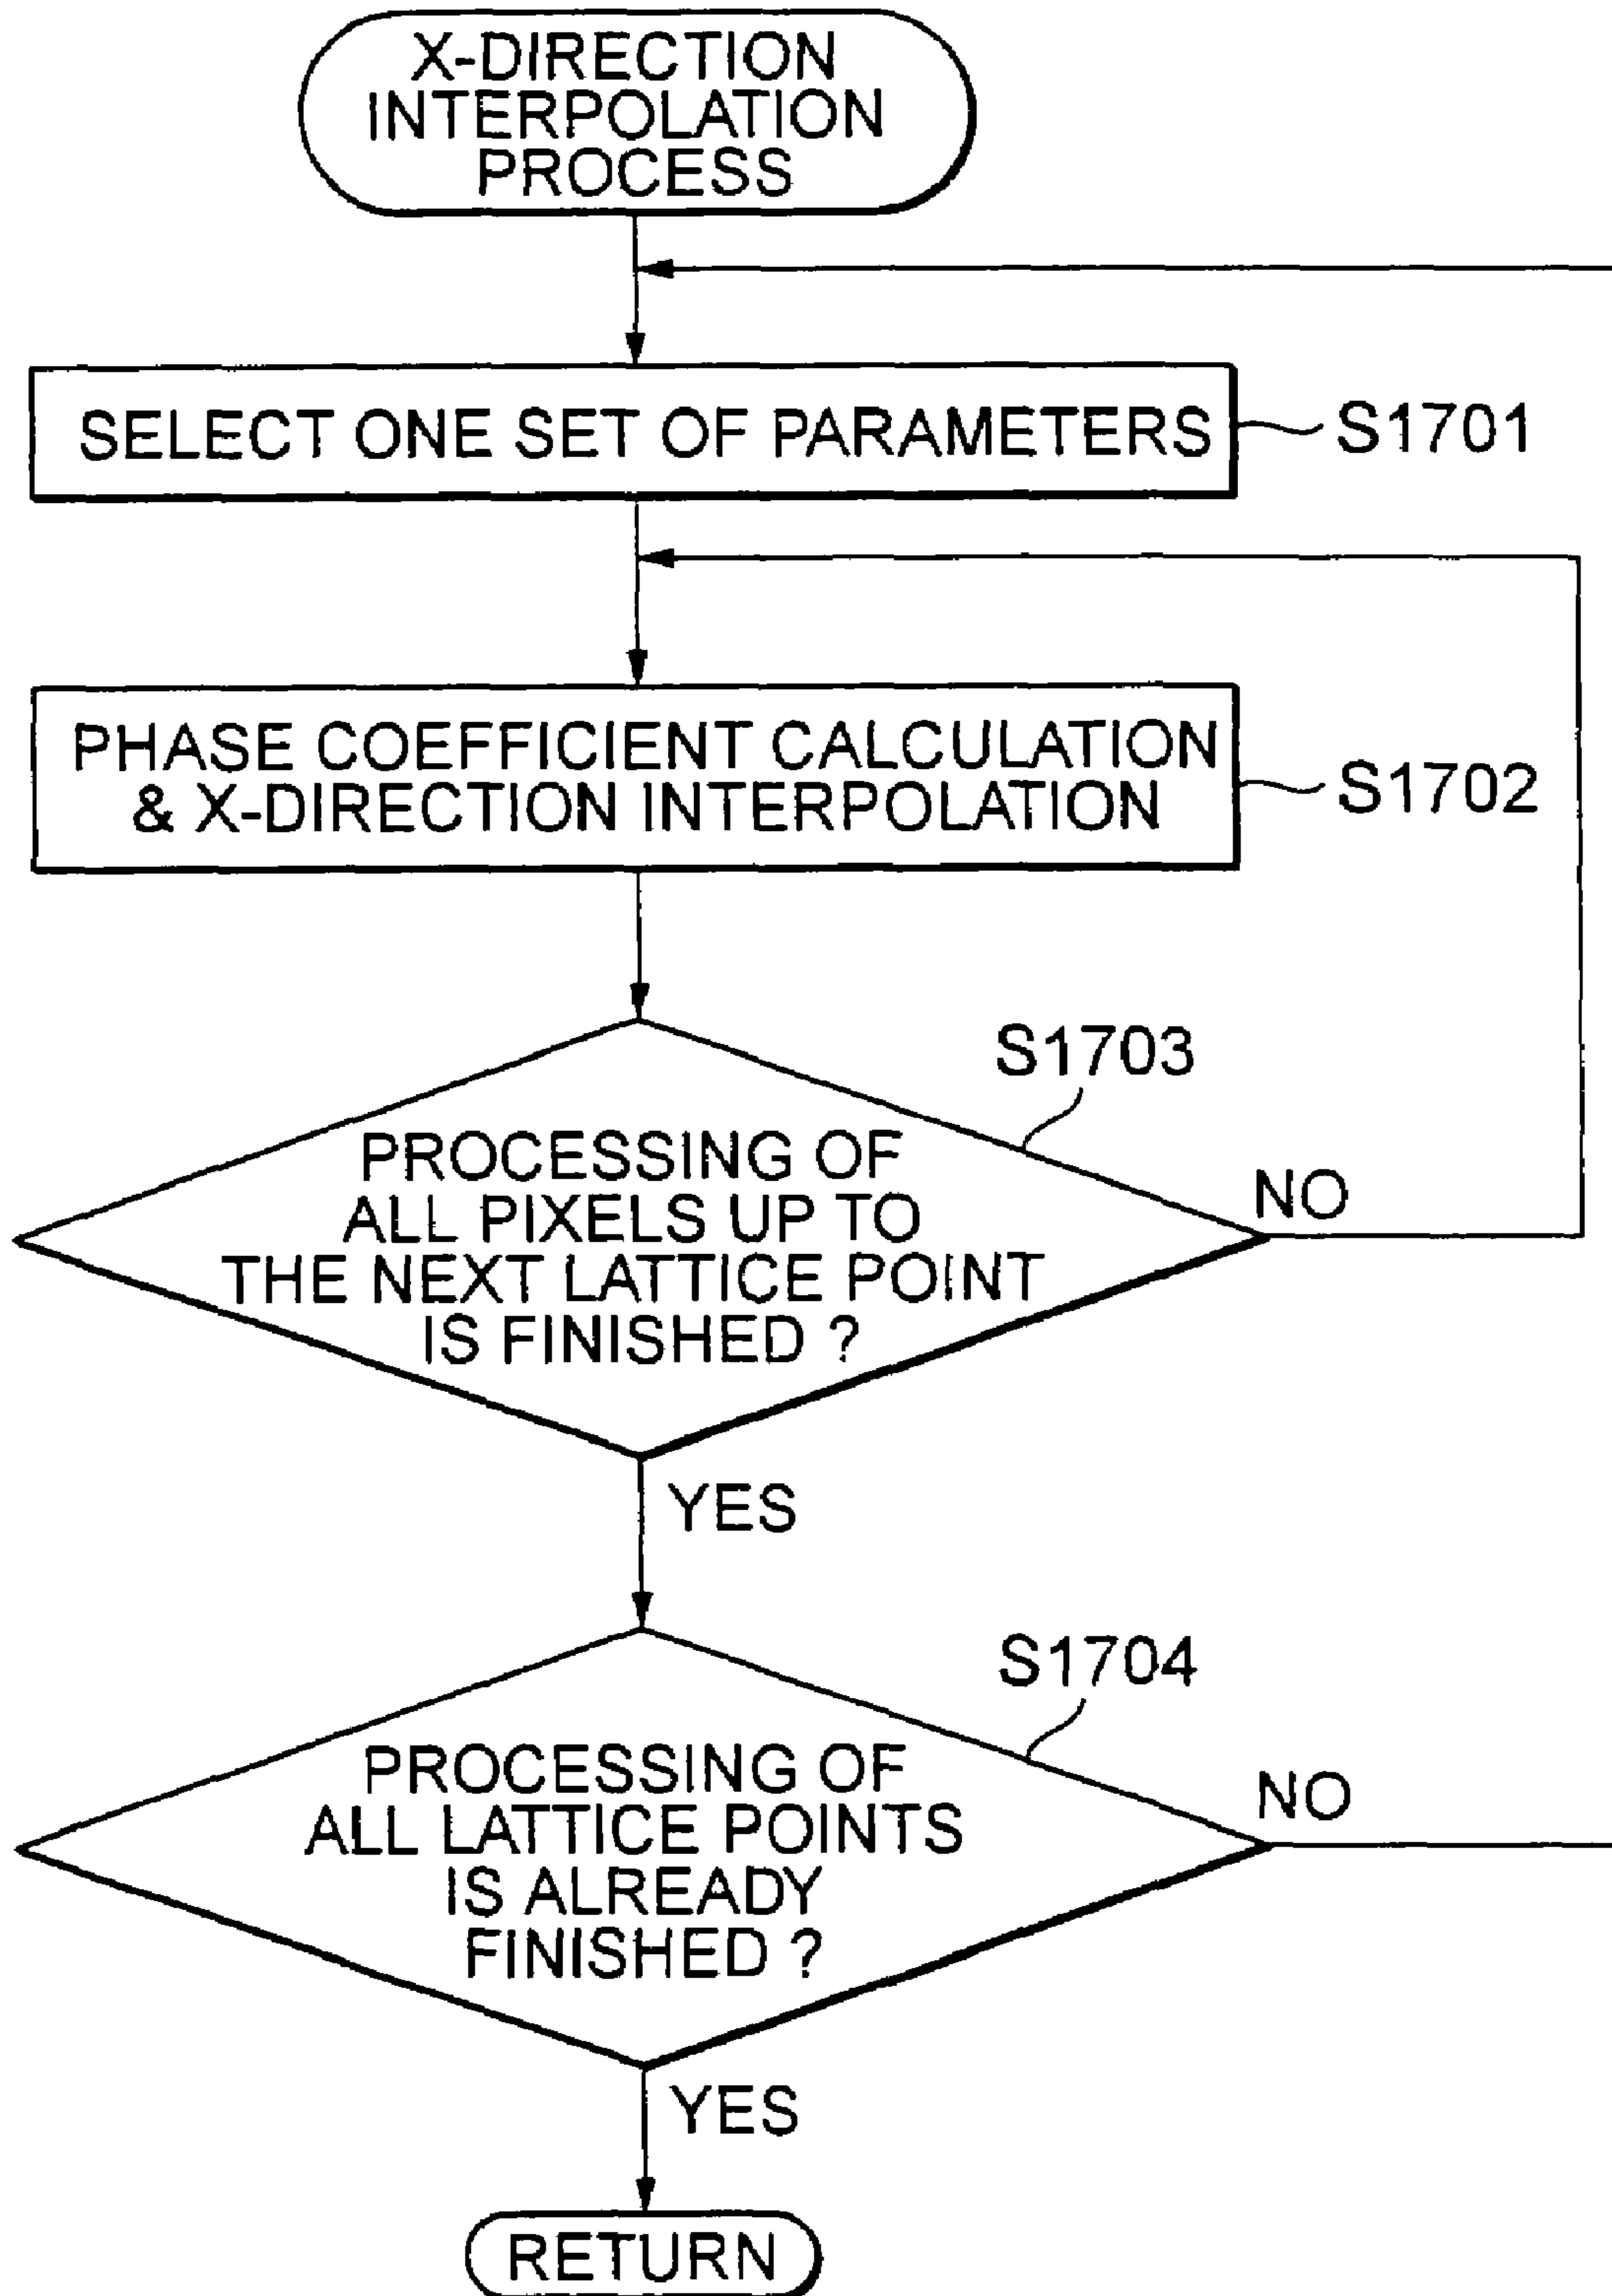 X-DIRECTION
INTERPOLATION
PROCESS
SELECT ONE SET OF PARAMETERS
S1701
PHASE COEFFICIENT CALCULATION
& X-DIRECTION INTERPOLATION
S1702
S1703
PROCESSING OF
ALL PIXELS UP TO
THE NEXT LATTICE POINT
IS FINISHED ?
NO
YES
S1704
PROCESSING OF
ALL LATTICE POINTS
IS ALREADY
FINISHED ?
NO
YES
RETURN